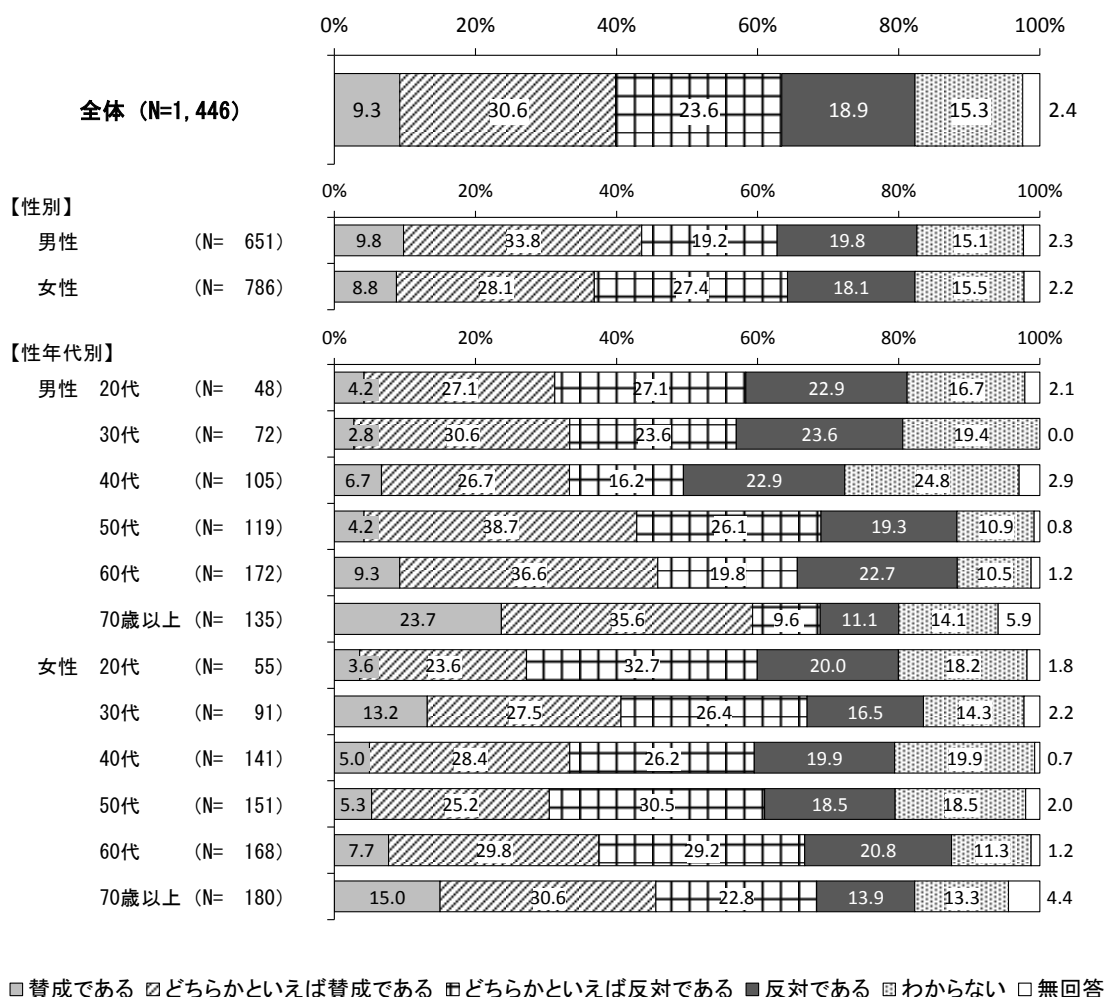 0% 20% 40% 60% 80% 100%
全体 (N=1,446) 9.3 30.6 23.6 18.9 15.3 2.4
0% 20% 40% 60% 80% 100%
【性別】
男性 (N= 651) 9.8 33.8 19.2 19.8 15.1 2.3
女性 (N= 786) 8.8 28.1 27.4 18.1 15.5 2.2
0% 20% 40% 60% 80% 100%
【性年代別】
男性 20代 (N= 48) 4.2 27.1 27.1 22.9 16.7 2.1
30代 (N= 72) 2.8 30.6 23.6 23.6 19.4 0.0
40代 (N= 105) 6.7 26.7 16.2 22.9 24.8 2.9
50代 (N= 119) 4.2 38.7 26.1 19.3 10.9 0.8
60代 (N= 172) 9.3 36.6 19.8 22.7 10.5 1.2
70歳以上 (N= 135) 23.7 35.6 9.6 11.1 14.1 5.9
女性 20代 (N= 55) 3.6 23.6 32.7 20.0 18.2 1.8
30代 (N= 91) 13.2 27.5 26.4 16.5 14.3 2.2
40代 (N= 141) 5.0 28.4 26.2 19.9 19.9 0.7
50代 (N= 151) 5.3 25.2 30.5 18.5 18.5 2.0
60代 (N= 168) 7.7 29.8 29.2 20.8 11.3 1.2
70歳以上 (N= 180) 15.0 30.6 22.8 13.9 13.3 4.4
賛成である どちらかといえば賛成である どちらかといえば反対である 反対である わからない 無回答